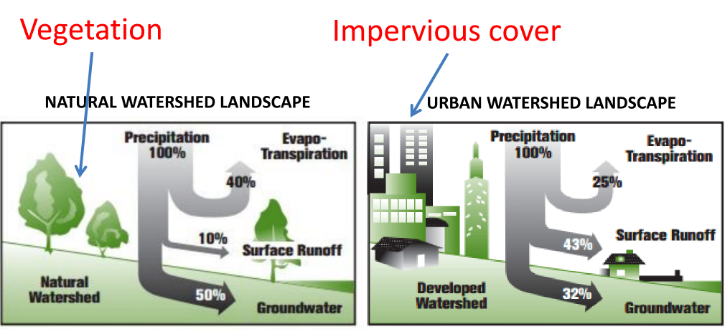 Vegetation
Impervious cover
NATURAL WATERSHED LANDSCAPE
Precipitation
100%
Evapo-
Transpiration
40%
10%
Surface Runoff
Natural
Watershed
50%
Groundwater
URBAN WATERSHED LANDSCAPE
Precipitation
100%
Evapo-
Transpiration
25%
Surface Runoff
43%
Developed
Watershed
32%
Groundwater